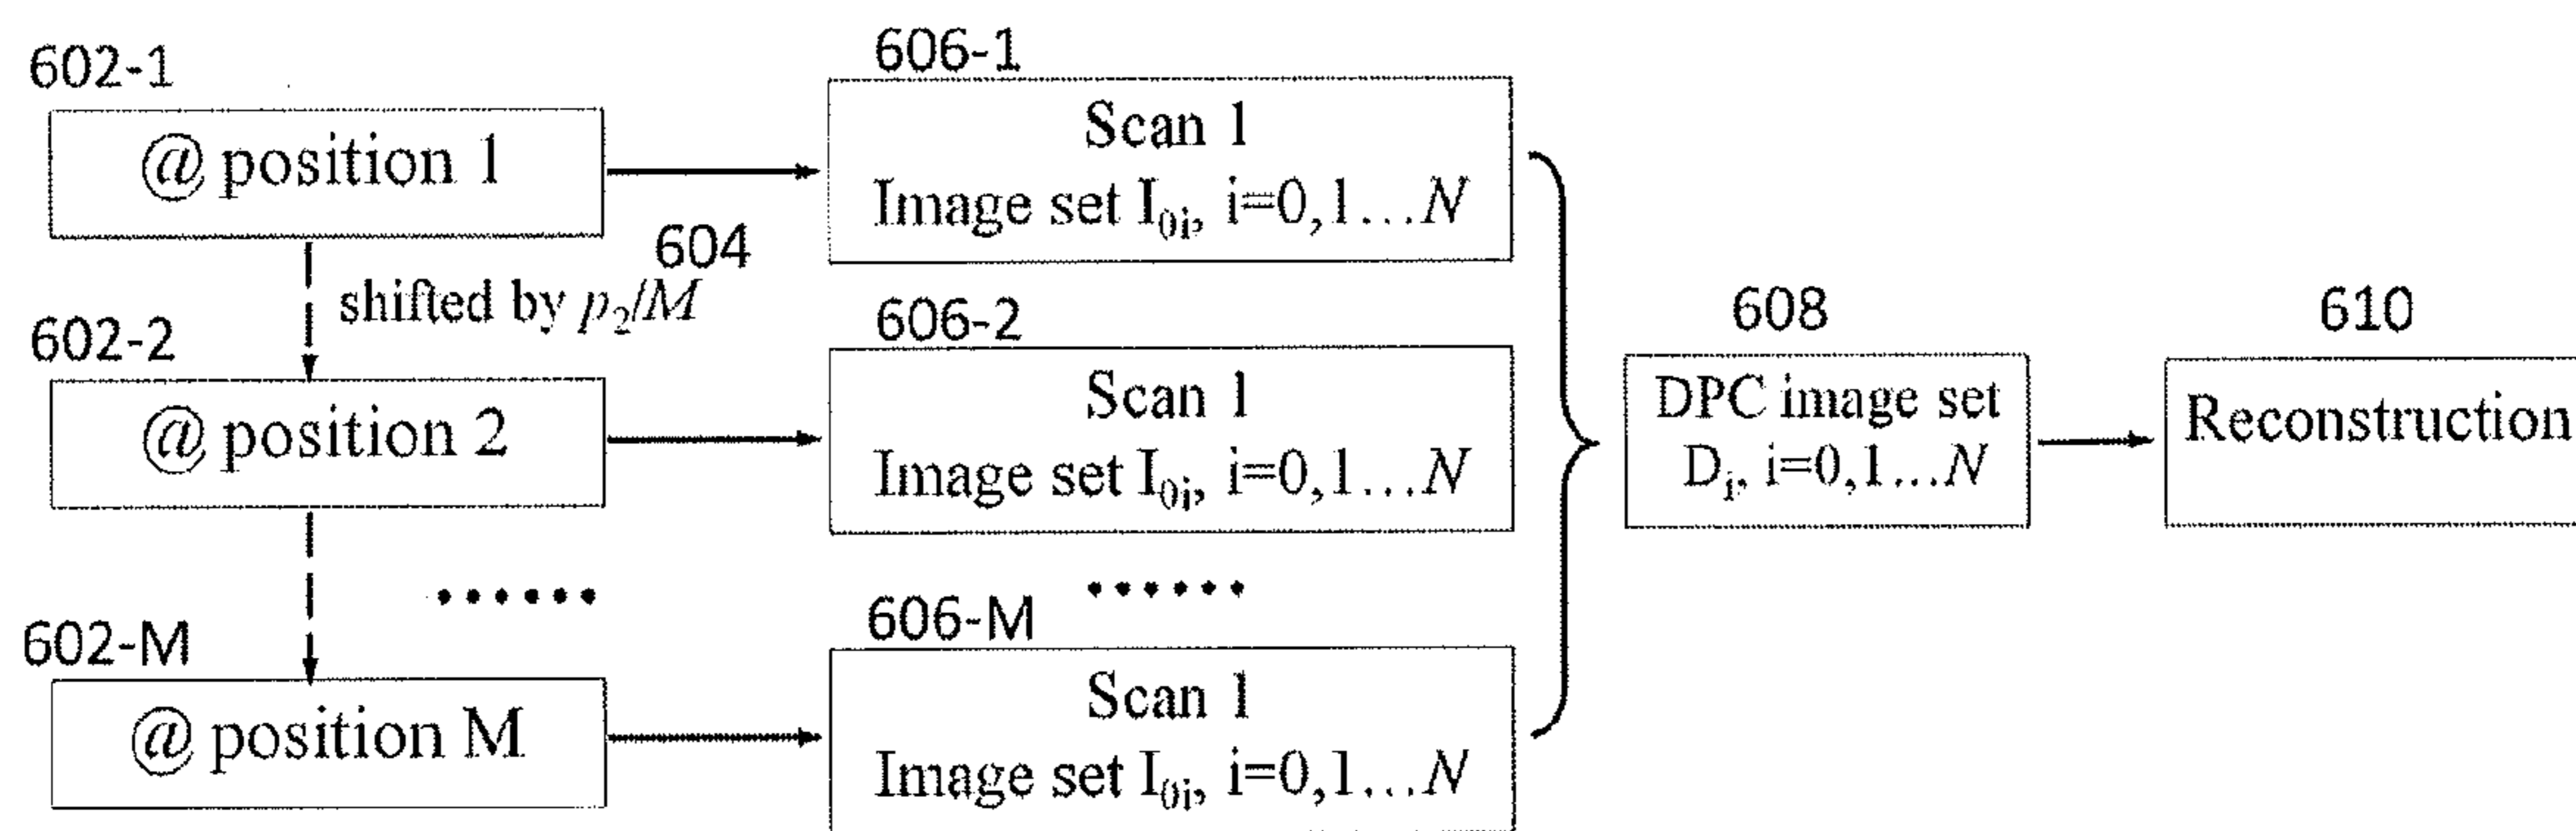 602-1
@ position 1
606-1
Scan 1
Image set I₀ᵢ, i=0,1...N
604
shifted by p₂/M
602-2
@ position 2
606-2
Scan 1
Image set I₀ᵢ, i=0,1...N
608
DPC image set
Dᵢ, i=0,1...N
610
Reconstruction
......
......
602-M
@ position M
606-M
Scan 1
Image set I₀ᵢ, i=0,1...N